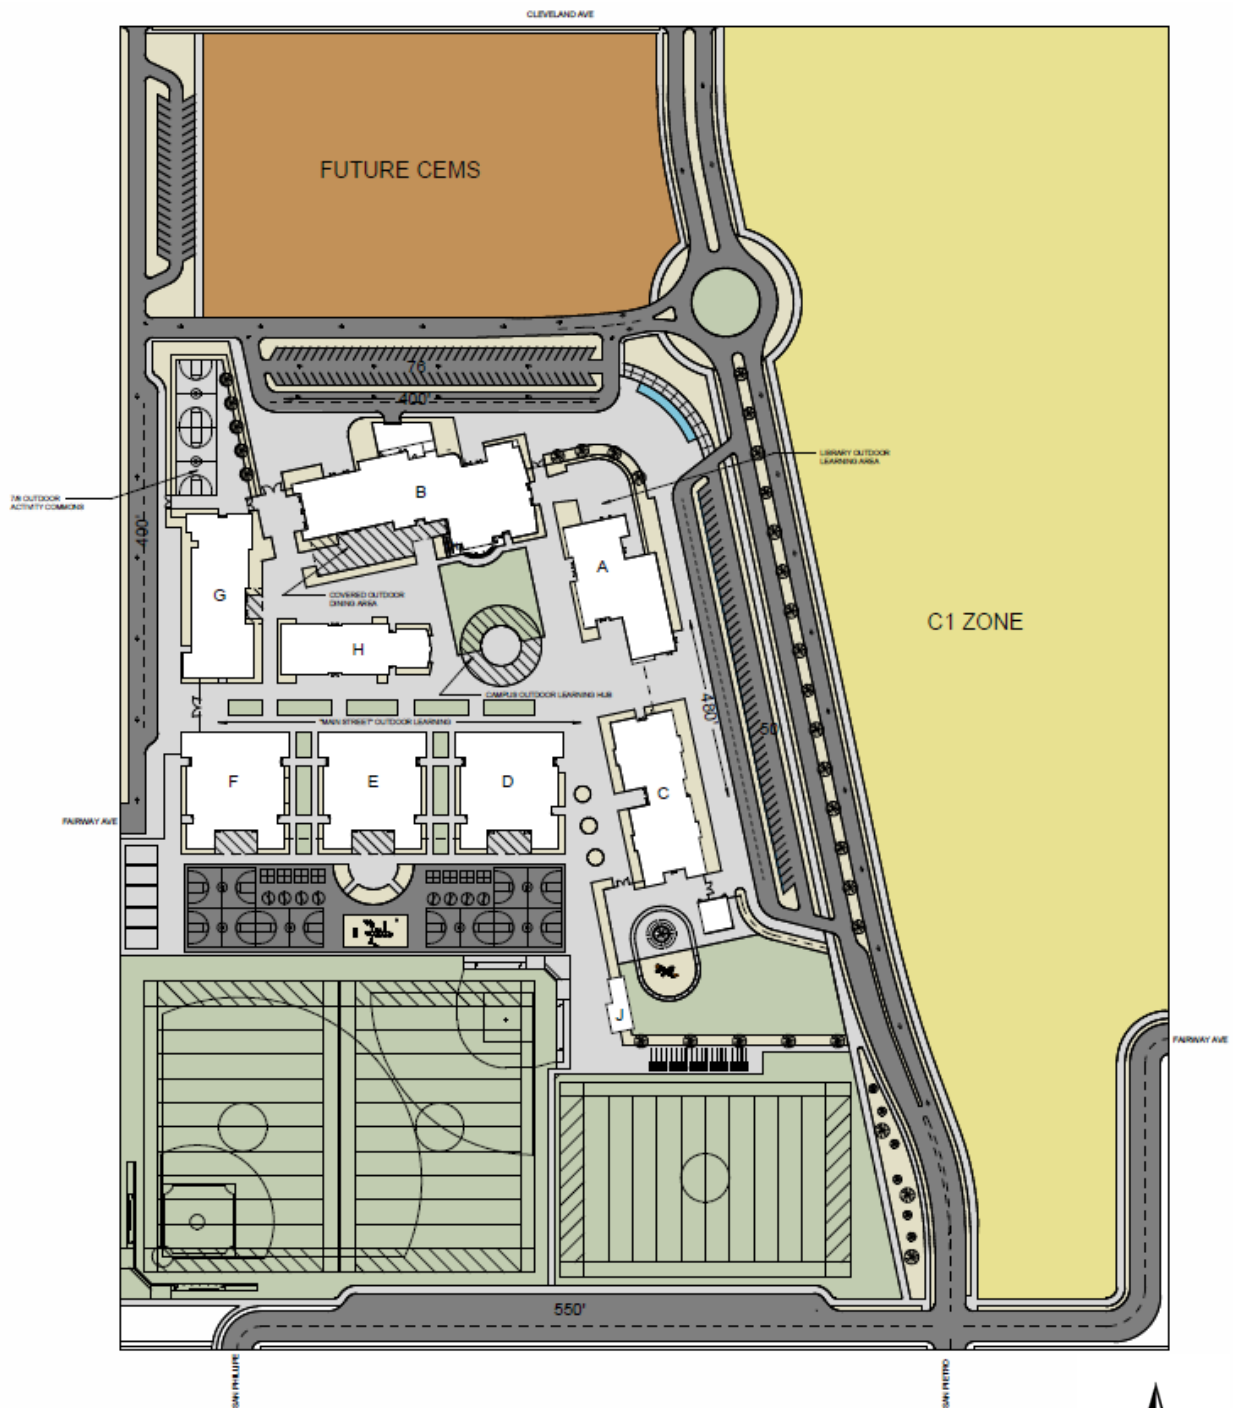 CLEVELAND AVE
FUTURE CEMS
76
400'
LIBRARY OUTDOOR
LEARNING AREA
B
7/8 OUTDOOR
ACTIVITY COMMONS
400'
A
G
COVERED OUTDOOR
DINING AREA
C1 ZONE
H
CAMPUS OUTDOOR LEARNING HUB
480'
"MAIN STREET" OUTDOOR LEARNING
50
F
E
D
C
FAIRWAY AVE
J
FAIRWAY AVE
550'
SAN PHILLIPE
SAN PIETRO